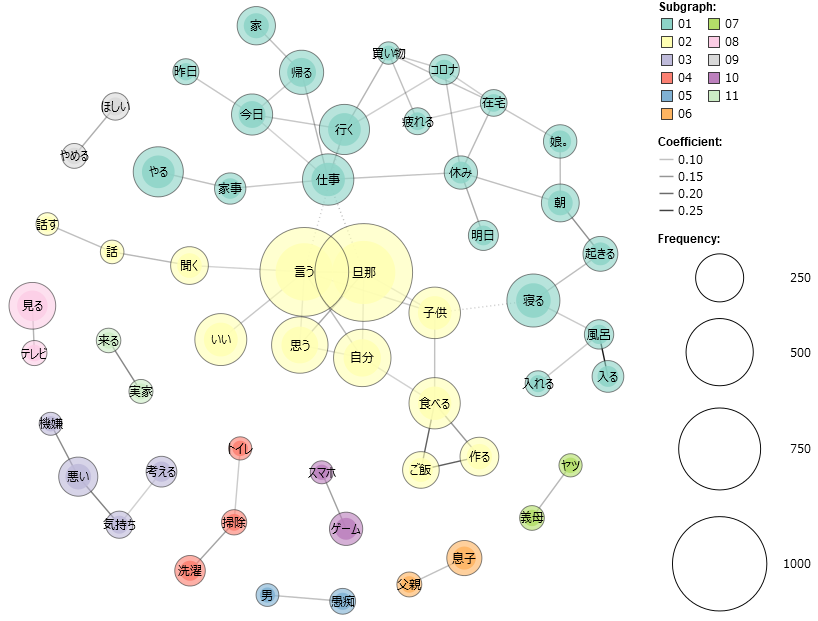 家
昨日
帰る
今日
行く
買い物
コロナ
在宅
疲れる
娘。
ほしい
やめる
やる
家事
仕事
休み
朝
明日
起きる
話す
話
聞く
言う
旦那
子供
寝る
風呂
入れる
入る
いい
思う
自分
食べる
ご飯
作る
見る
テレビ
来る
実家
機嫌
悪い
考える
気持ち
トイレ
掃除
洗濯
スマホ
ゲーム
ヤツ
義母
男
愚痴
父親
息子
Subgraph:
01 07
02 08
03 09
04 10
05 11
06
Coefficient:
0.10
0.15
0.20
0.25
Frequency:
250
500
750
1000